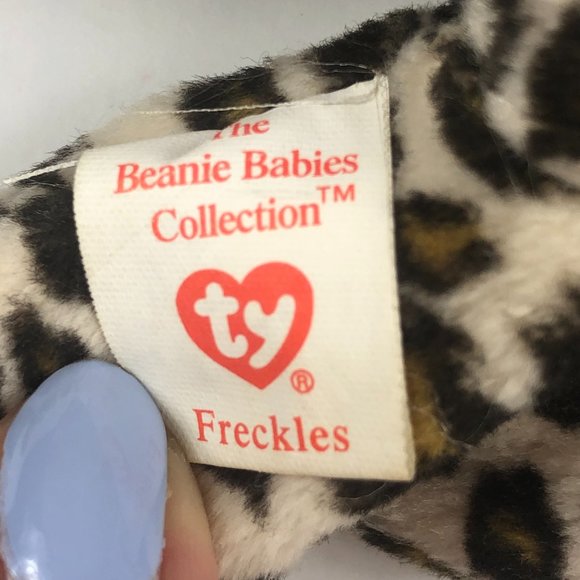 The
Beanie Babies
Collection™
ty
®
Freckles